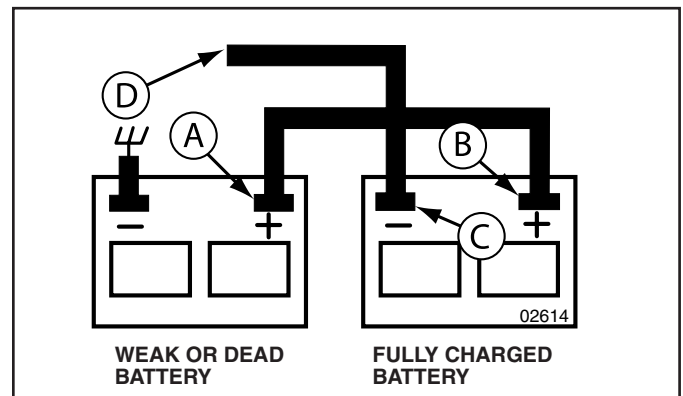 D
A
B
− + − +
C
02614
WEAK OR DEAD
BATTERY
FULLY CHARGED
BATTERY